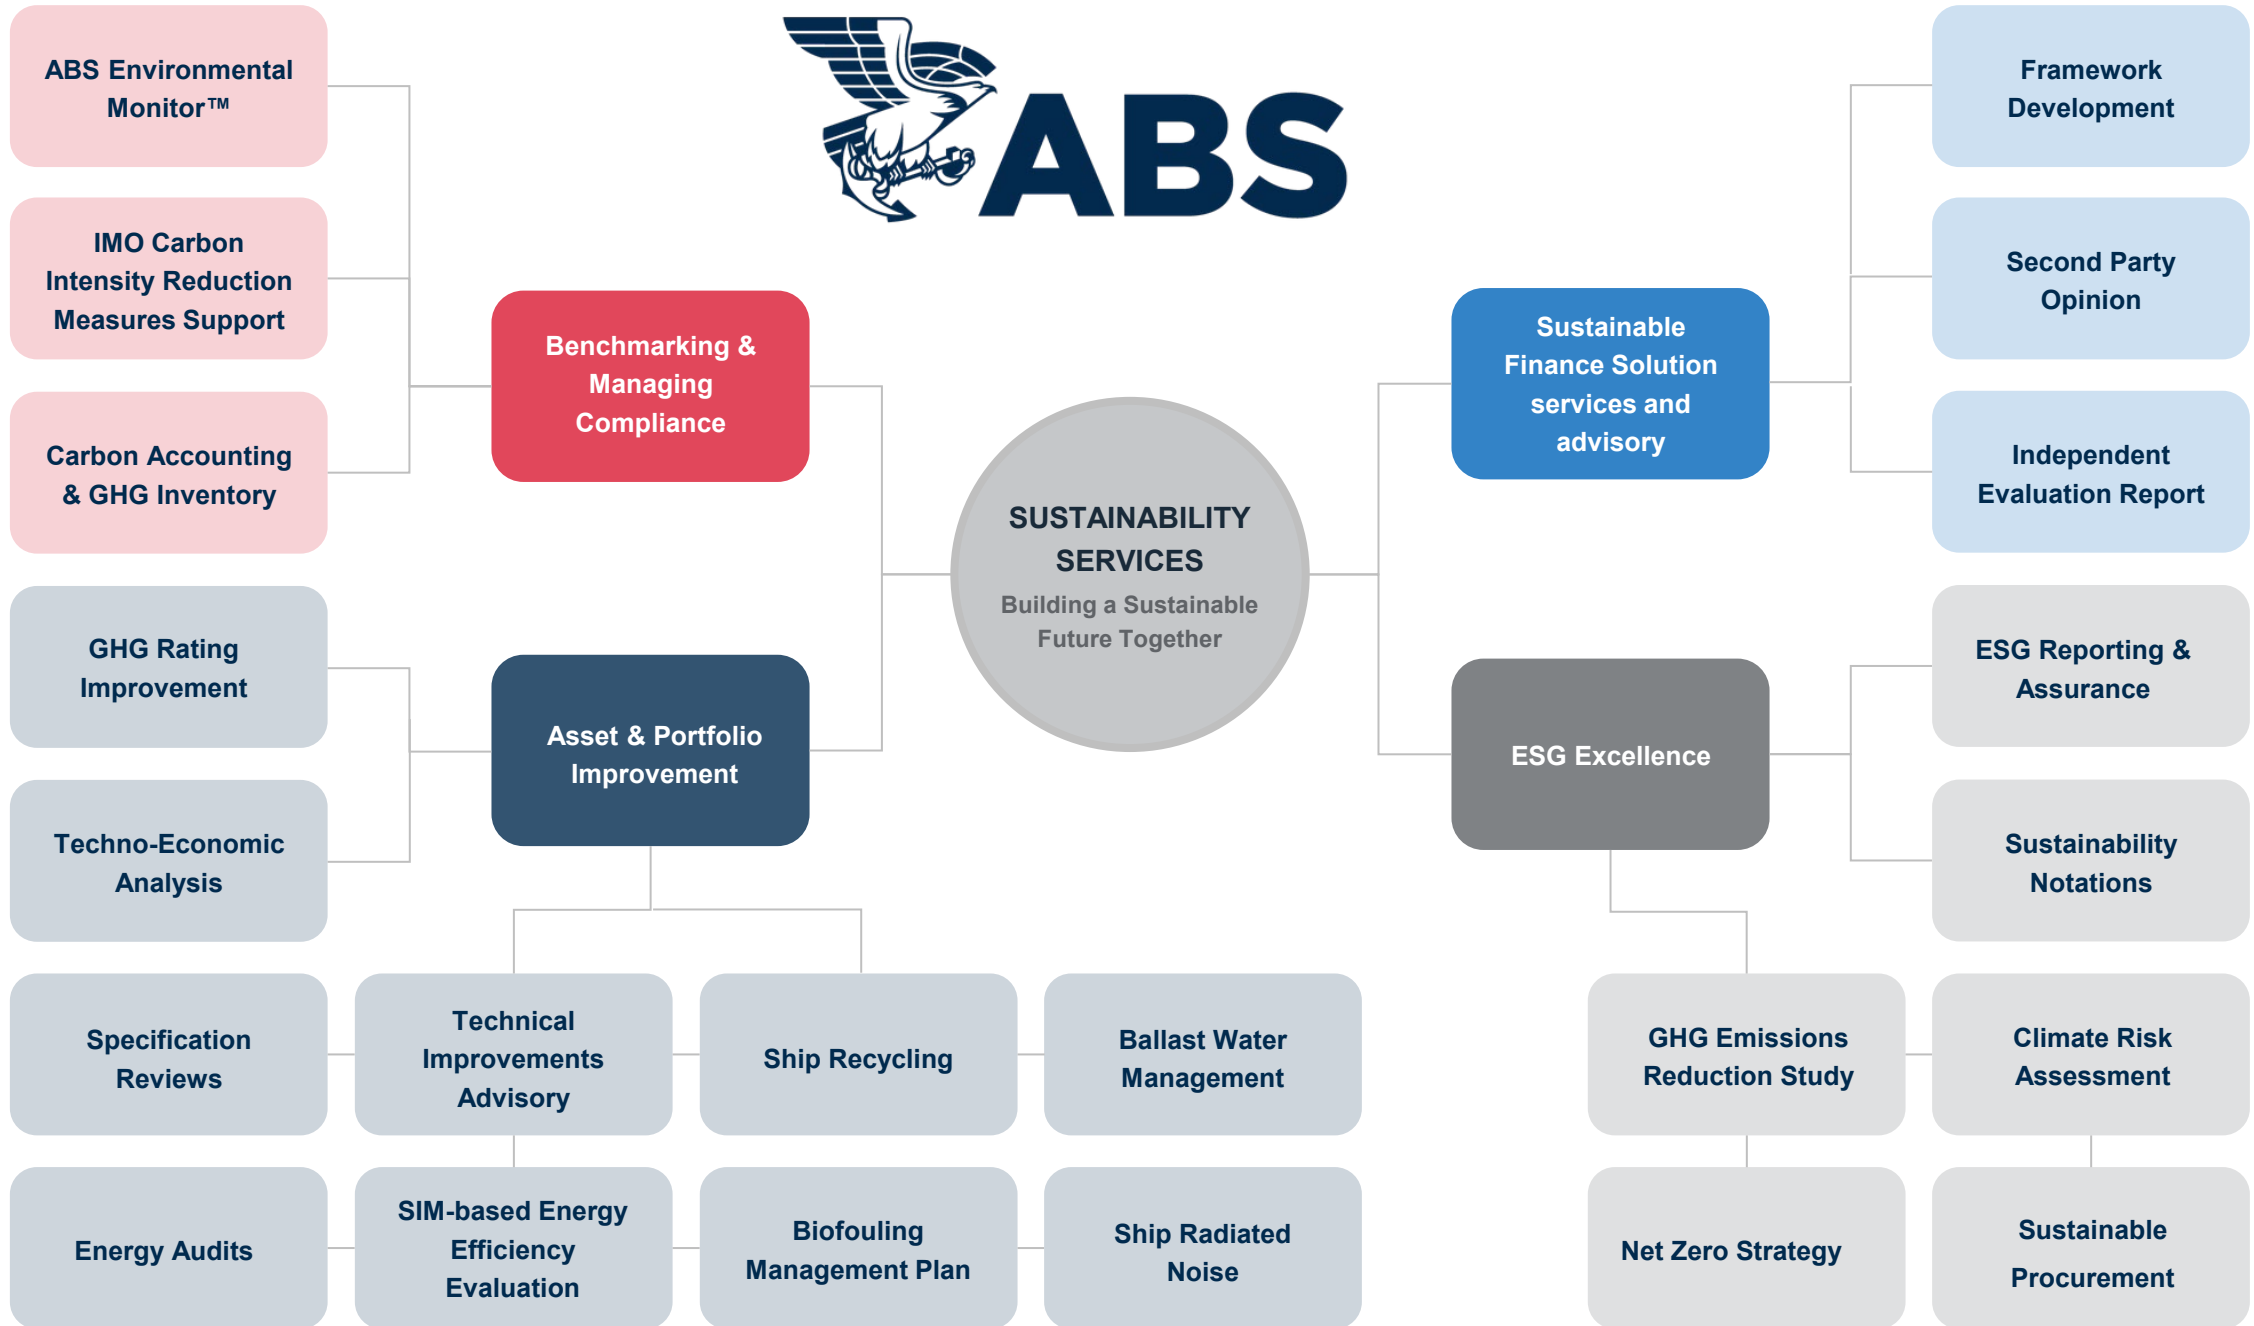 ABS
ABS Environmental
Monitor™
IMO Carbon
Intensity Reduction
Measures Support
Carbon Accounting
& GHG Inventory
Benchmarking &
Managing
Compliance
GHG Rating
Improvement
Techno-Economic
Analysis
Asset & Portfolio
Improvement
SUSTAINABILITY
SERVICES
Building a Sustainable
Future Together
Sustainable
Finance Solution
services and
advisory
Framework
Development
Second Party
Opinion
Independent
Evaluation Report
ESG Excellence
ESG Reporting &
Assurance
Sustainability
Notations
Specification
Reviews
Technical
Improvements
Advisory
Ship Recycling
Ballast Water
Management
GHG Emissions
Reduction Study
Climate Risk
Assessment
Energy Audits
SIM-based Energy
Efficiency
Evaluation
Biofouling
Management Plan
Ship Radiated
Noise
Net Zero Strategy
Sustainable
Procurement